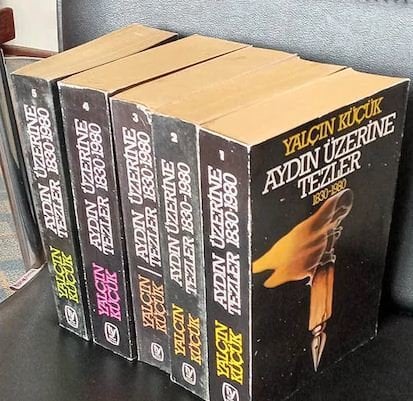 5
AYDIN ÜZERİNE
TEZLER 1830-1980
YALÇIN
KÜÇÜK
4
AYDIN ÜZERİNE
TEZLER 1830-1980
YALÇIN
KÜÇÜK
3
AYDIN ÜZERİNE
TEZLER 1830-1980
YALÇIN
KÜÇÜK
2
AYDIN ÜZERİNE
TEZLER 1830-1980
YALÇIN
KÜÇÜK
1
AYDIN ÜZERİNE
TEZLER 1830-1980
YALÇIN
KÜÇÜK
YALÇIN KÜÇÜK
AYDIN ÜZERİNE
TEZLER
1830-1980